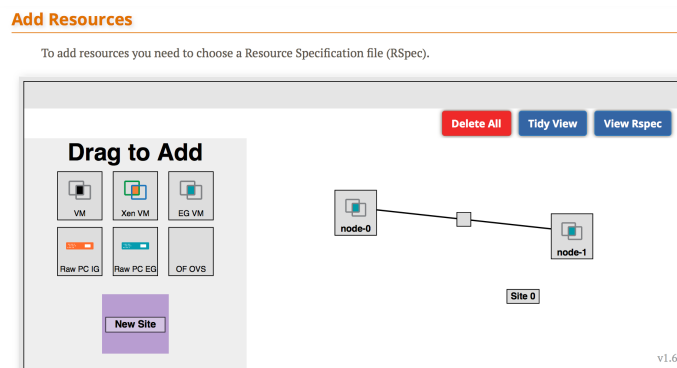 Add Resources
To add resources you need to choose a Resource Specification file (RSpec).
Delete All
Tidy View
View Rspec
Drag to Add
VM
Xen VM
EG VM
Raw PC IG
Raw PC EG
OF OVS
New Site
node-0
node-1
Site 0
v1.6